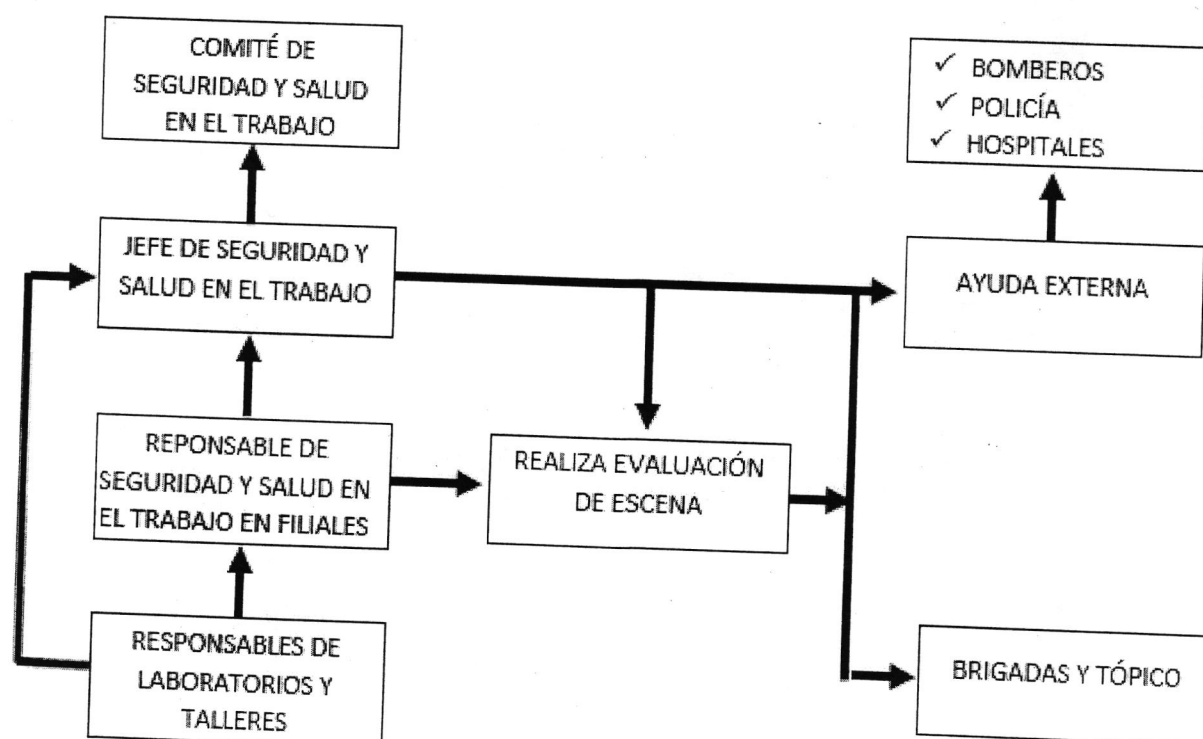 COMITÉ DE
SEGURIDAD Y SALUD
EN EL TRABAJO
✓ BOMBEROS
✓ POLICÍA
✓ HOSPITALES
JEFE DE SEGURIDAD Y
SALUD EN EL TRABAJO
AYUDA EXTERNA
REPONSABLE DE
SEGURIDAD Y SALUD EN
EL TRABAJO EN FILIALES
REALIZA EVALUACIÓN
DE ESCENA
RESPONSABLES DE
LABORATORIOS Y
TALLERES
BRIGADAS Y TÓPICO